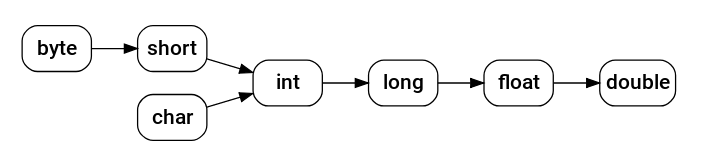 byte
short
char
int
long
float
double